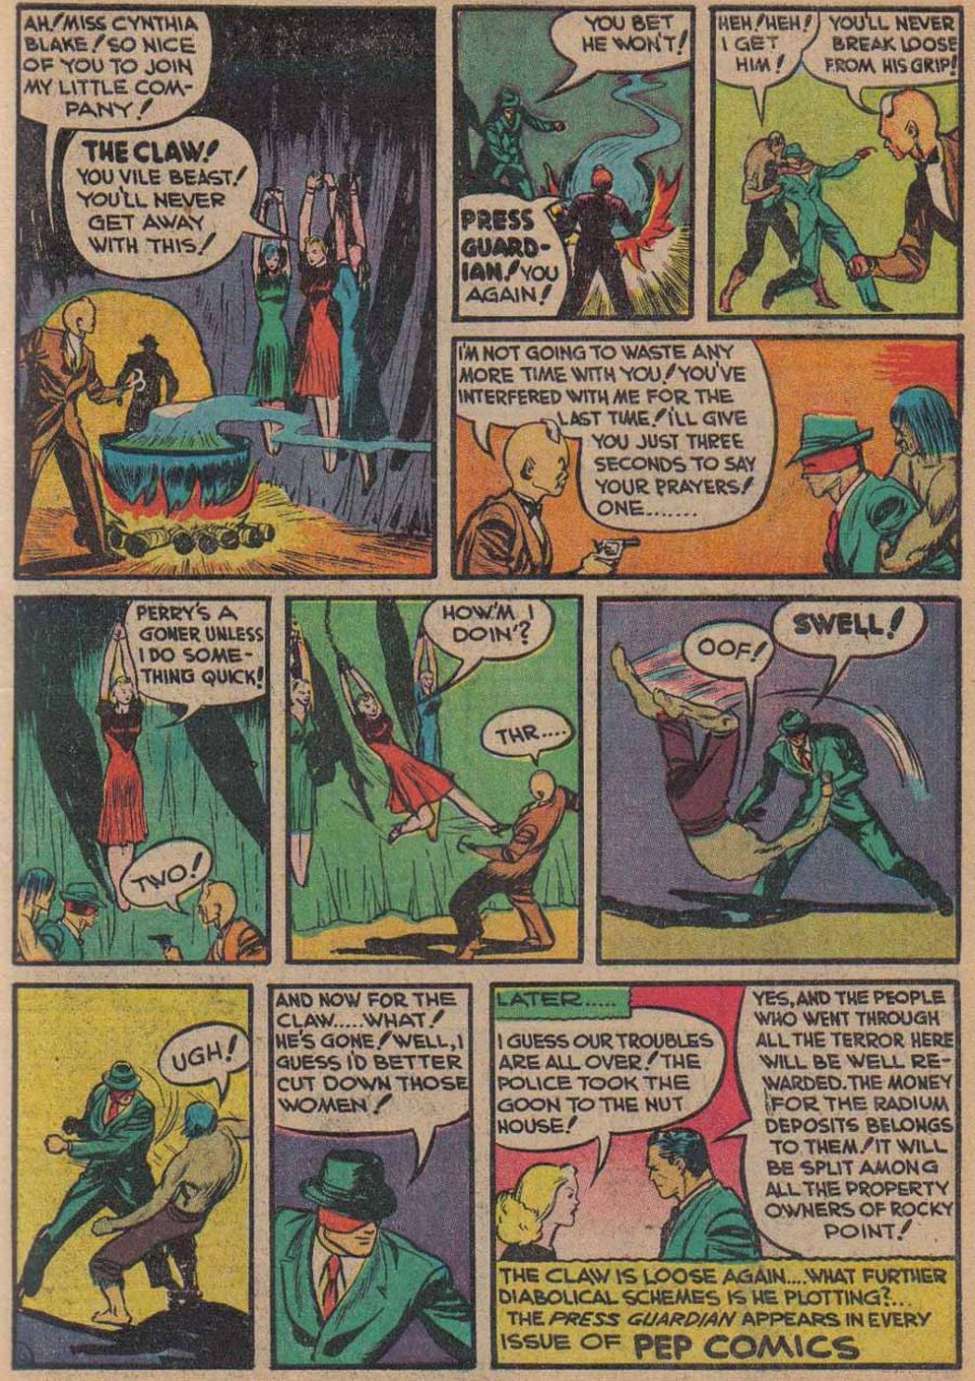 AH! MISS CYNTHIA
BLAKE! SO NICE
OF YOU TO JOIN
MY LITTLE COM-
PANY!
THE CLAW!
YOU VILE BEAST!
YOU'LL NEVER
GET AWAY
WITH THIS!
YOU BET
HE WON'T!
PRESS
GUARD-
IAN! YOU
AGAIN!
HEH! HEH!
I GET
HIM!
YOU'LL NEVER
BREAK LOOSE
FROM HIS GRIP!
I'M NOT GOING TO WASTE ANY
MORE TIME WITH YOU! YOU'VE
INTERFERED WITH ME FOR THE
LAST TIME! I'LL GIVE
YOU JUST THREE
SECONDS TO SAY
YOUR PRAYERS!
ONE.......
PERRY'S A
GONER UNLESS
I DO SOME-
THING QUICK!
TWO!
HOW'M I
DOIN'?
THR....
OOF!
SWELL!
UGH!
AND NOW FOR THE
CLAW.....WHAT!
HE'S GONE! WELL, I
GUESS I'D BETTER
CUT DOWN THOSE
WOMEN!
LATER.....
I GUESS OUR TROUBLES
ARE ALL OVER! THE
POLICE TOOK THE
GOON TO THE NUT
HOUSE!
YES, AND THE PEOPLE
WHO WENT THROUGH
ALL THE TERROR HERE
WILL BE WELL RE-
WARDED. THE MONEY
FOR THE RADIUM
DEPOSITS BELONGS
TO THEM! IT WILL
BE SPLIT AMONG
ALL THE PROPERTY
OWNERS OF ROCKY
POINT!
THE CLAW IS LOOSE AGAIN....WHAT FURTHER
DIABOLICAL SCHEMES IS HE PLOTTING?...
THE PRESS GUARDIAN APPEARS IN EVERY
ISSUE OF PEP COMICS